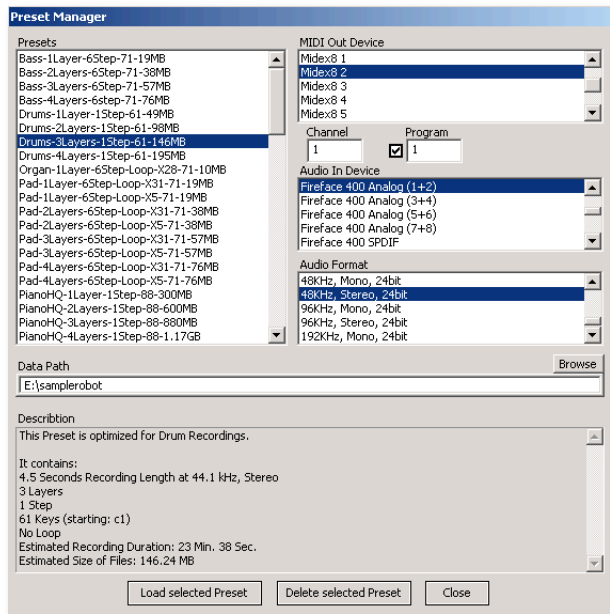 Preset Manager
Presets
Bass-1Layer-6Step-71-19MB
Bass-2Layers-6Step-71-38MB
Bass-3Layers-6Step-71-57MB
Bass-4Layers-6step-71-76MB
Drums-1Layer-1Step-61-49MB
Drums-2Layers-1Step-61-98MB
Drums-3Layers-1Step-61-146MB
Drums-4Layers-1Step-61-195MB
Organ-1Layer-6Step-Loop-X28-71-10MB
Pad-1Layer-6Step-Loop-X31-71-19MB
Pad-1Layer-6Step-Loop-X5-71-19MB
Pad-2Layers-6Step-Loop-X31-71-38MB
Pad-2Layers-6Step-Loop-X5-71-38MB
Pad-3Layers-6Step-Loop-X31-71-57MB
Pad-3Layers-6Step-Loop-X5-71-57MB
Pad-4Layers-6Step-Loop-X31-71-76MB
Pad-4Layers-6Step-Loop-X5-71-76MB
PianoHQ-1Layer-1Step-88-300MB
PianoHQ-2Layers-1Step-88-600MB
PianoHQ-3Layers-1Step-88-880MB
PianoHQ-4Layers-1Step-88-1.17GB
MIDI Out Device
Midex8 1
Midex8 2
Midex8 3
Midex8 4
Midex8 5
Channel Program
1 1
Audio In Device
Fireface 400 Analog (1+2)
Fireface 400 Analog (3+4)
Fireface 400 Analog (5+6)
Fireface 400 Analog (7+8)
Fireface 400 SPDIF
Audio Format
48KHz, Mono, 24bit
48KHz, Stereo, 24bit
96KHz, Mono, 24bit
96KHz, Stereo, 24bit
192KHz, Mono, 24bit
Data Path
Browse
E:\samplerobot
Describtion
This Preset is optimized for Drum Recordings.
It contains:
4.5 Seconds Recording Length at 44.1 kHz, Stereo
3 Layers
1 Step
61 Keys (starting: c1)
No Loop
Estimated Recording Duration: 23 Min. 38 Sec.
Estimated Size of Files: 146.24 MB
Load selected Preset Delete selected Preset Close